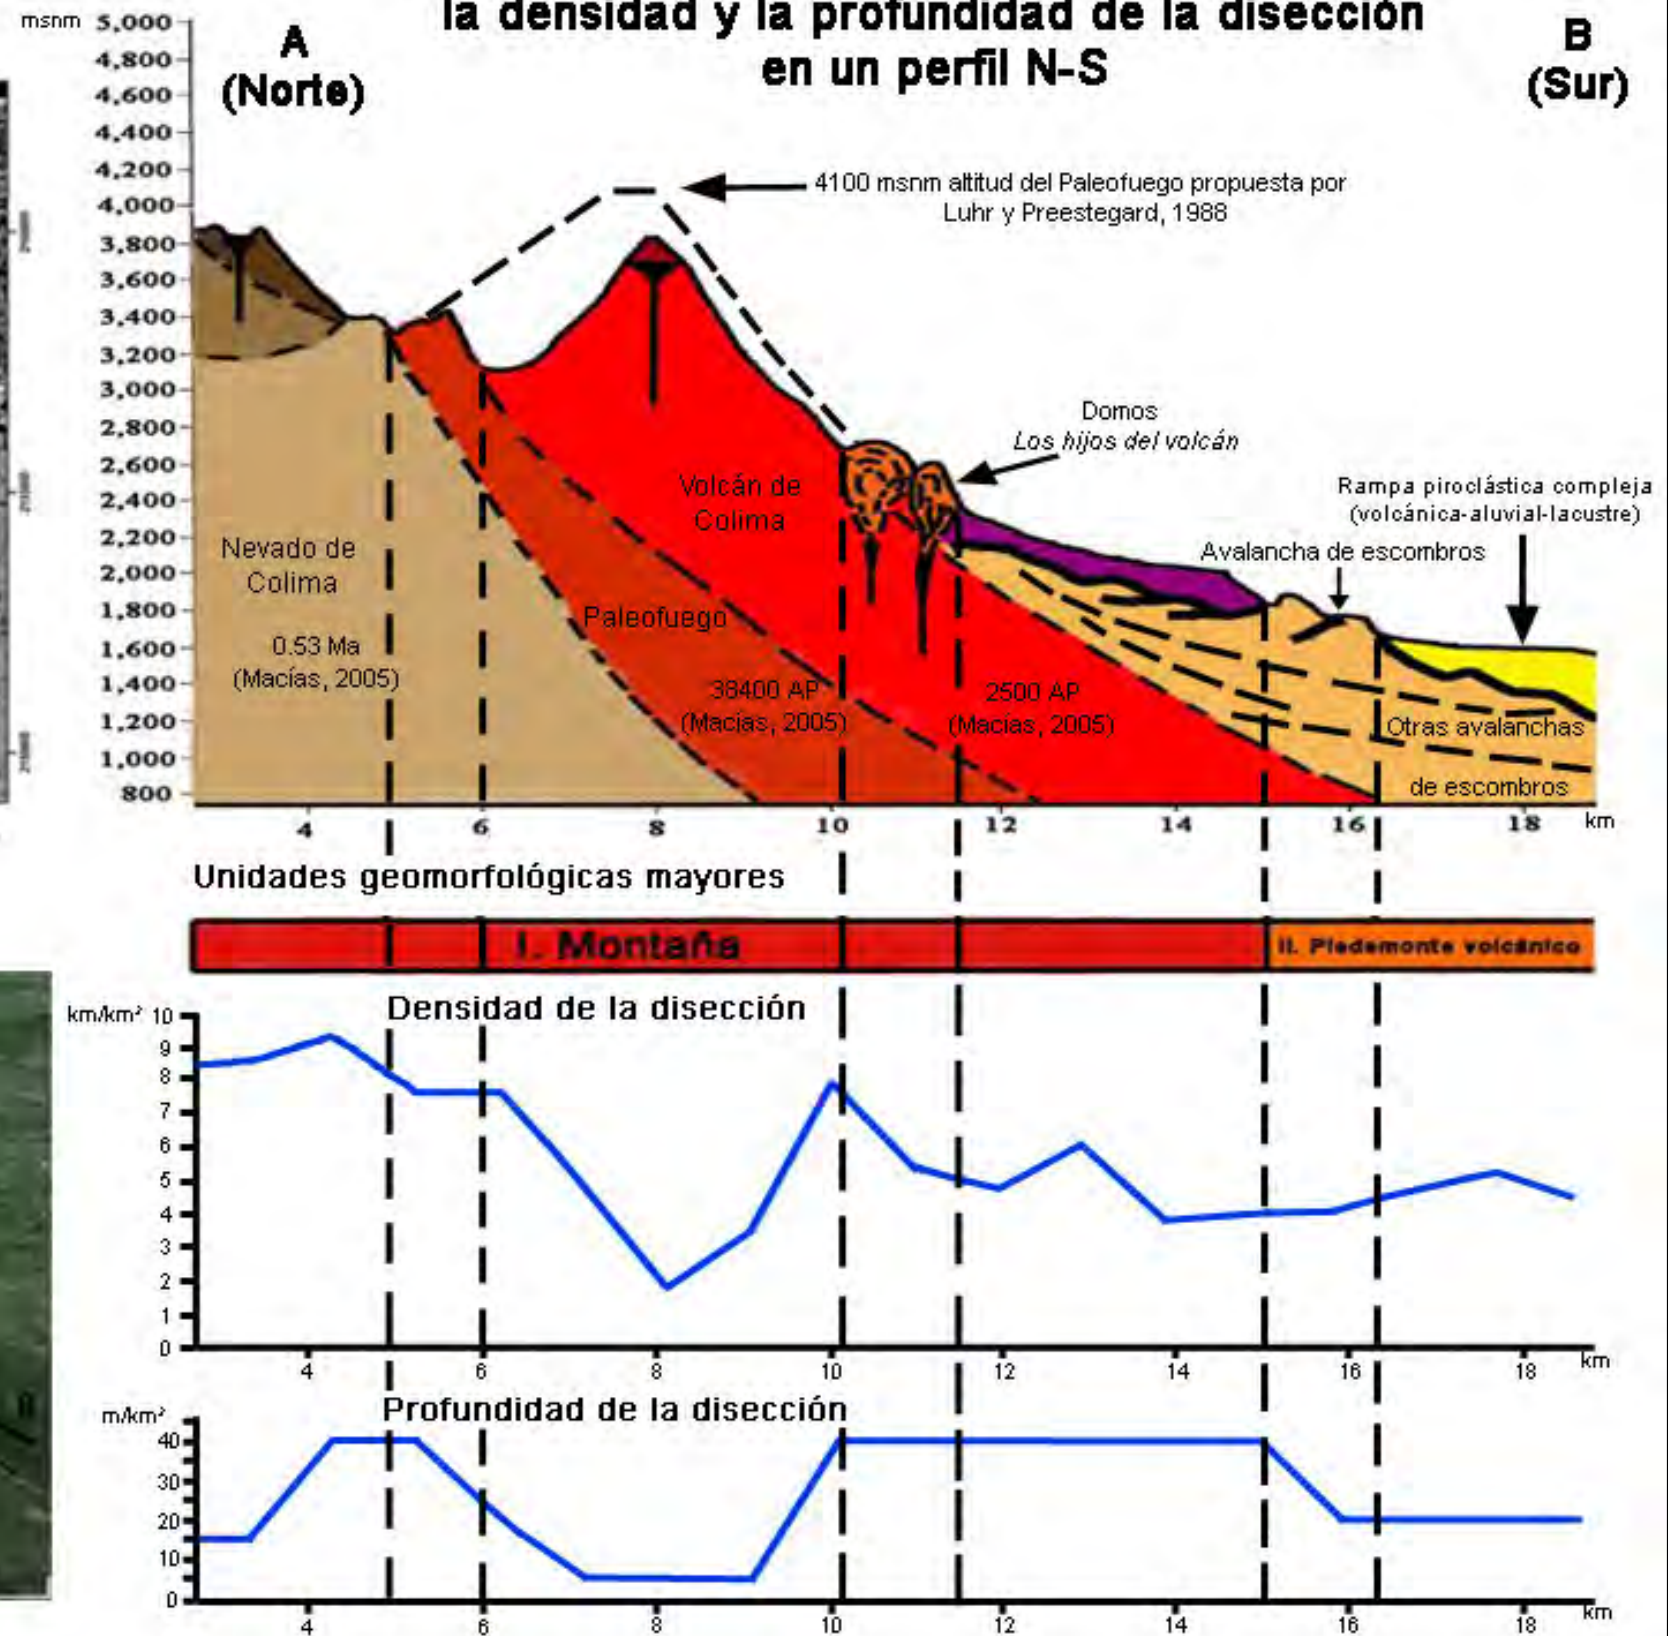 la densidad y la profundidad de la disección
en un perfil N-S
msnm
A
(Norte)
B
(Sur)
5,000
4,800
4,600
4,400
4,200
4,000
3,800
3,600
3,400
3,200
3,000
2,800
2,600
2,400
2,200
2,000
1,800
1,600
1,400
1,200
1,000
800
4100 msnm altitud del Paleofuego propuesta por
Luhr y Preestegard, 1988
Domos
Los hijos del volcán
Rampa piroclástica compleja
(volcánica-aluvial-lacustre)
Avalancha de escombros
Volcán de
Colima
Nevado de
Colima
0.53 Ma
(Macías, 2005)
Paleofuego
38400 AP
(Macías, 2005)
2500 AP
(Macías, 2005)
Otras avalanchas
de escombros
4 6 8 10 12 14 16 18 km
Unidades geomorfológicas mayores
I. Montaña
II. Piedemonte volcánico
Densidad de la disección
km/km²
10
9
8
7
6
5
4
3
2
1
0
4 6 8 10 12 14 16 18 km
Profundidad de la disección
m/km²
40
30
20
10
0
4 6 8 10 12 14 16 18 km